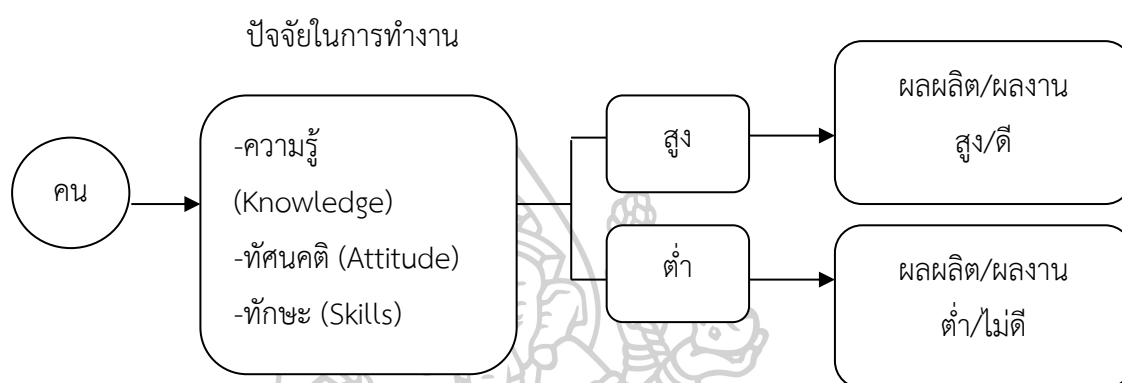 ปัจจัยในการทำงาน
คน
-ความรู้
(Knowledge)
-ทัศนคติ (Attitude)
-ทักษะ (Skills)
สูง
ผลผลิต/ผลงาน
สูง/ดี
ต่ำ
ผลผลิต/ผลงาน
ต่ำ/ไม่ดี